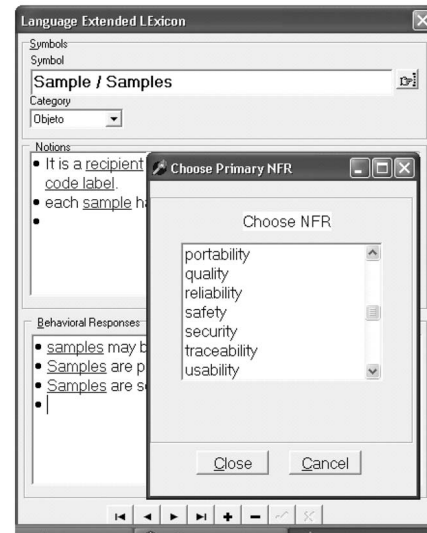 Language Extended LExicon
Symbols
Symbol
Sample / Samples
Category
Objeto
Notions
• It is a recipient
code label.
• each sample
•
Behavioral Responses
• samples may
• Samples are
• Samples are
•
Choose Primary NFR
Choose NFR
portability
quality
reliability
safety
security
traceability
usability
Close Cancel